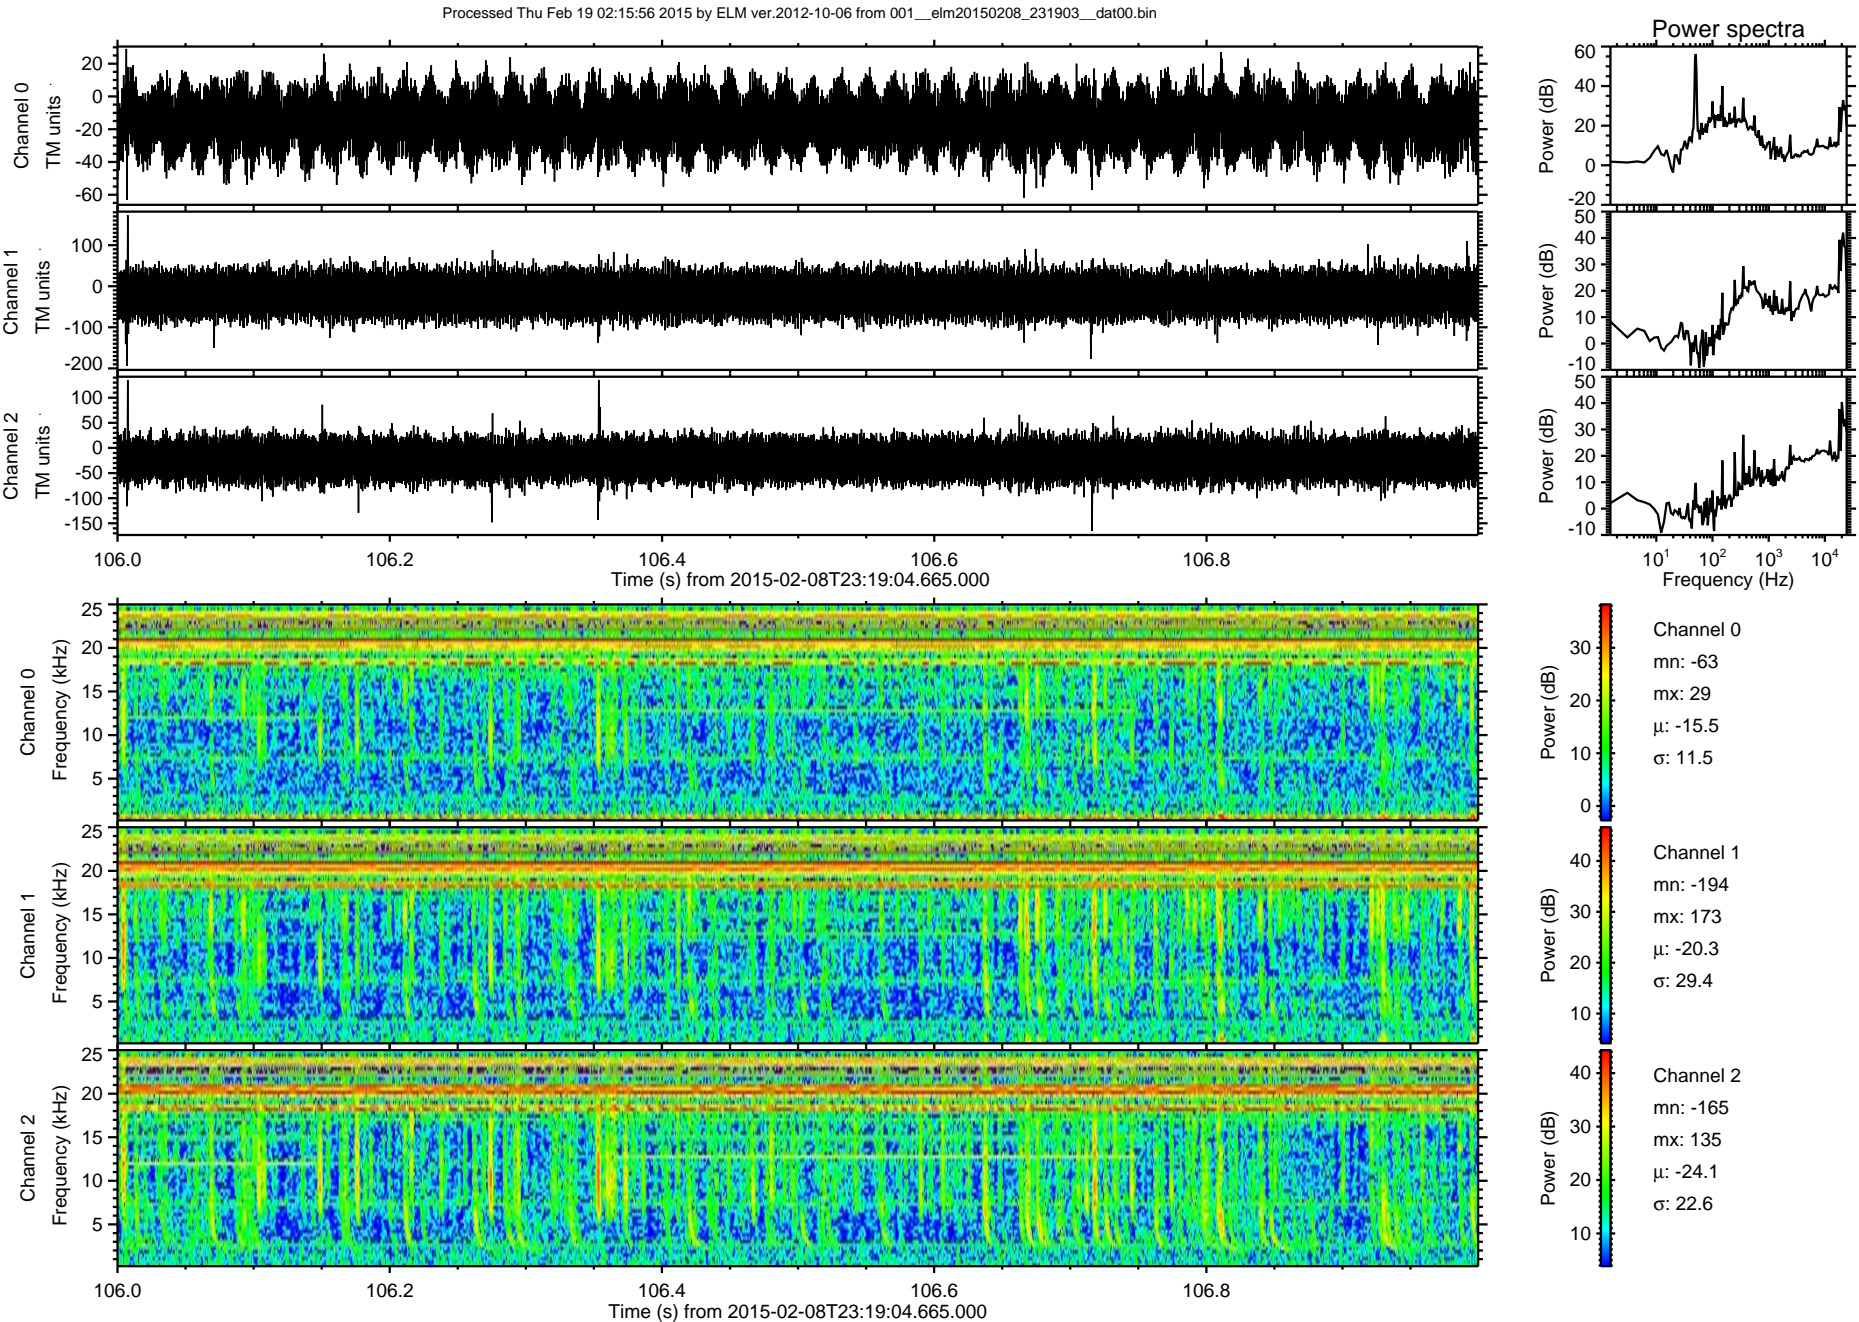 Processed Thu Feb 19 02:15:56 2015 by ELM ver.2012-10-06 from 001__elm20150208_231903__dat00.bin
Power spectra
Channel 0
TM units
20
0
-20
-40
-60
Power (dB)
60
40
20
0
-20
Channel 1
TM units
100
0
-100
-200
Power (dB)
50
40
30
20
10
0
-10
Channel 2
TM units
100
50
0
-50
-100
-150
Power (dB)
50
40
30
20
10
0
-10
106.0 106.2 106.4 106.6 106.8
Time (s) from 2015-02-08T23:19:04.665.000
10¹ 10² 10³ 10⁴
Frequency (Hz)
Channel 0
Frequency (kHz)
25
20
15
10
5
Power (dB)
30
20
10
0
Channel 0
mn: -63
mx: 29
μ: -15.5
σ: 11.5
Channel 1
Frequency (kHz)
25
20
15
10
5
Power (dB)
40
30
20
10
Channel 1
mn: -194
mx: 173
μ: -20.3
σ: 29.4
Channel 2
Frequency (kHz)
25
20
15
10
5
Power (dB)
40
30
20
10
Channel 2
mn: -165
mx: 135
μ: -24.1
σ: 22.6
106.0 106.2 106.4 106.6 106.8
Time (s) from 2015-02-08T23:19:04.665.000